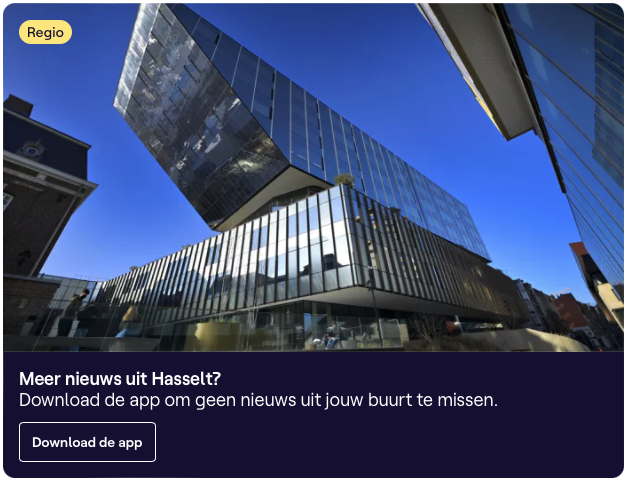 Regio
Meer nieuws uit Hasselt?
Download de app om geen nieuws uit jouw buurt te missen.
Download de app